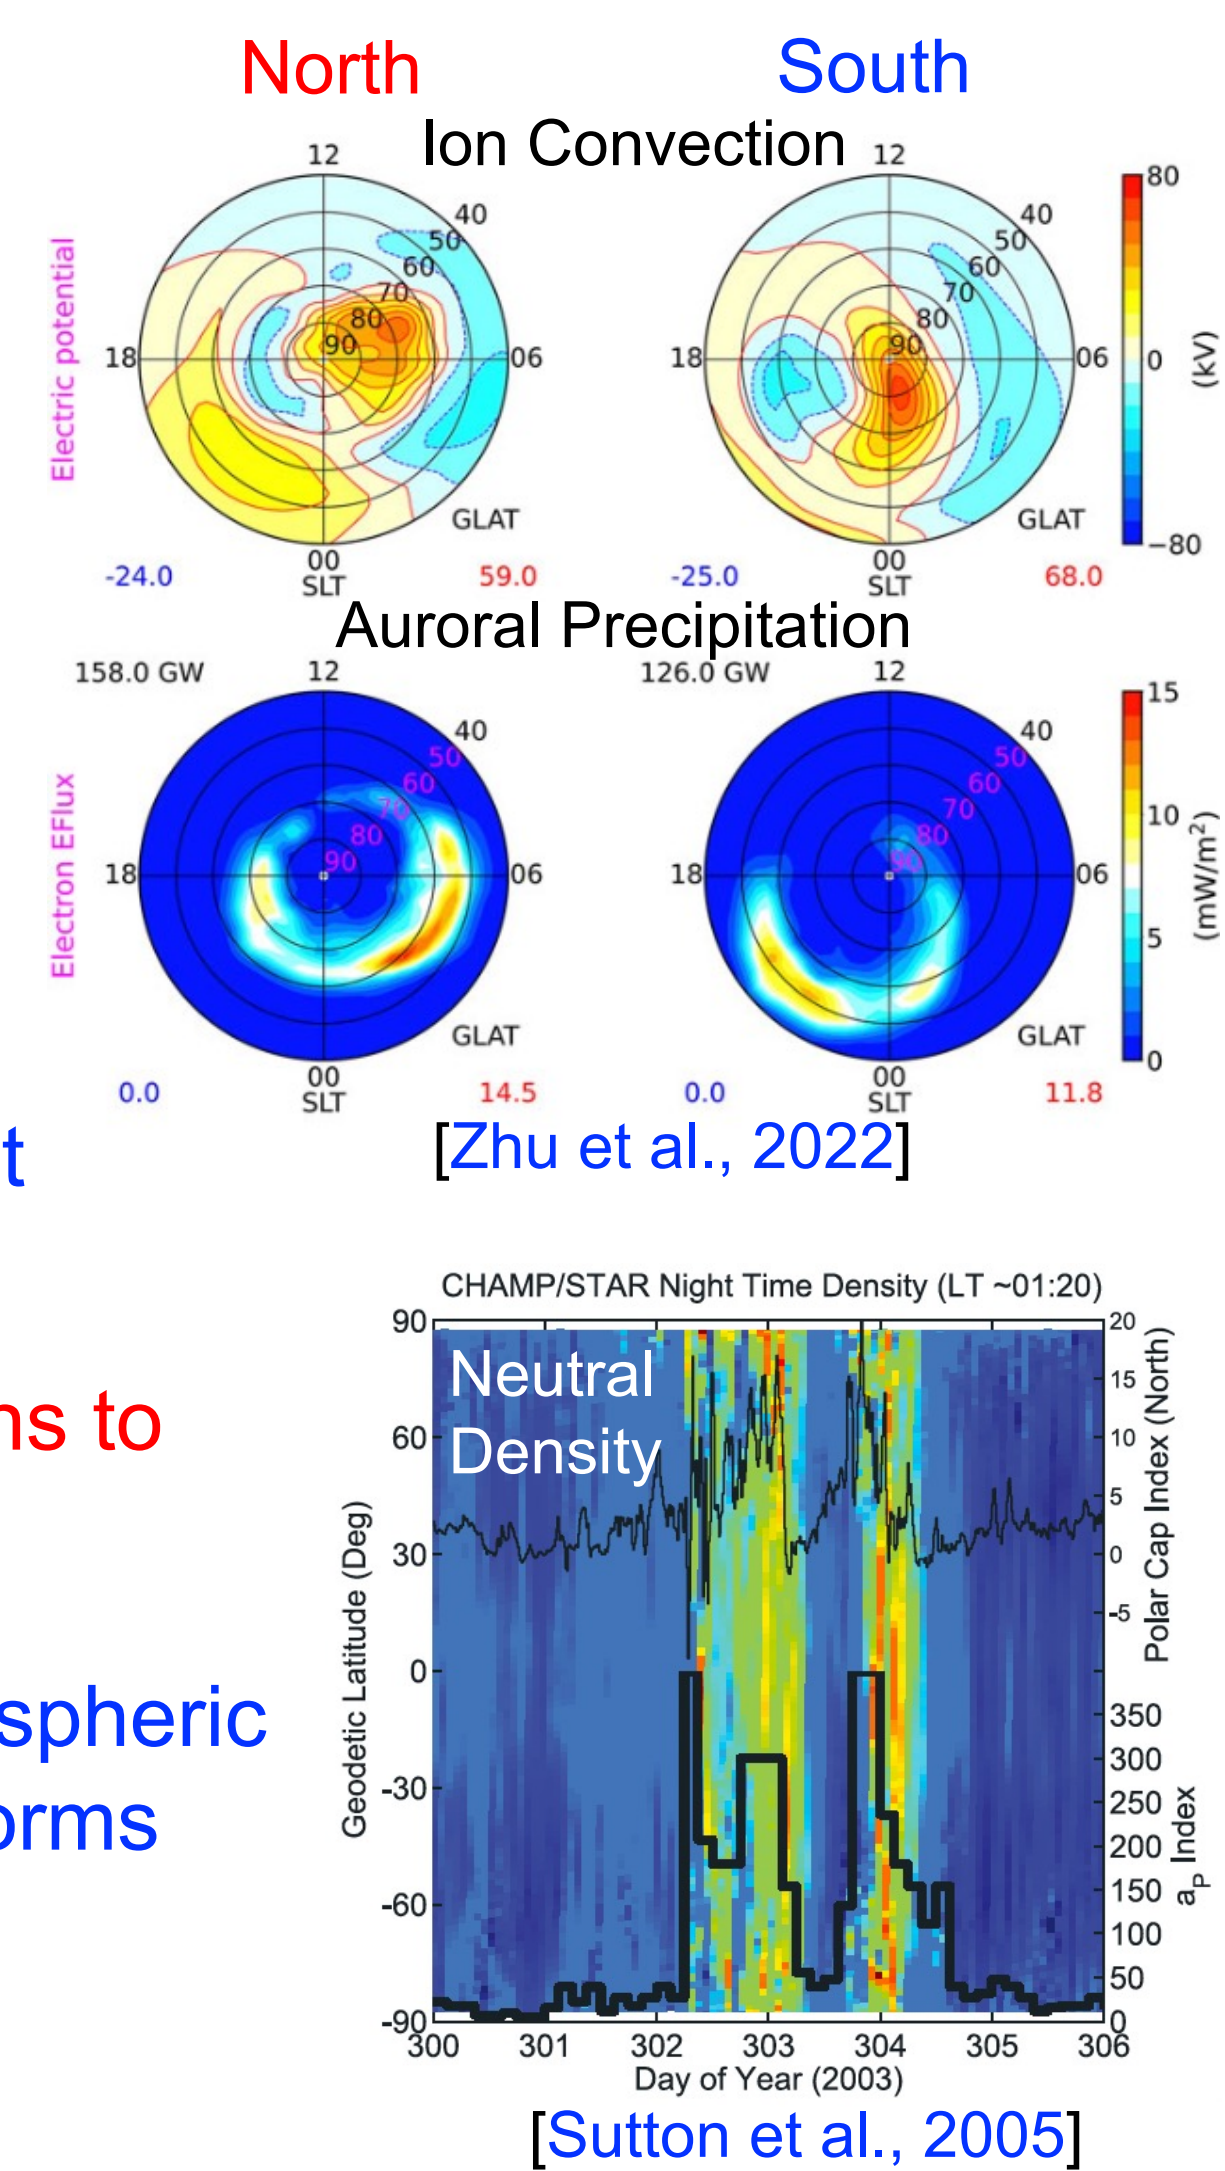 North South
Ion Convection
12 12
Electric potential
40 50 60 70 80 90
18 06
00
SLT
GLAT
-24.0 59.0
40 50 60 70 80 90
18 06
00
SLT
GLAT
-25.0 68.0
80
0
−80
(kV)
Auroral Precipitation
158.0 GW 12 126.0 GW 12
Electron EFlux
40 50 60 70 80 90
18 06
00
SLT
GLAT
0.0 14.5
40 50 60 70 80 90
18 06
00
SLT
GLAT
0.0 11.8
15
10
5
0
(mW/m²)
t
[Zhu et al., 2022]
ns to
spheric
orms
CHAMP/STAR Night Time Density (LT ~01:20)
Neutral
Density
Geodetic Latitude (Deg)
90
60
30
0
-30
-60
-90
20
15
10
5
0
-5
Polar Cap Index (North)
350
300
250
200
150
100
50
0
aP Index
300 301 302 303 304 305 306
Day of Year (2003)
[Sutton et al., 2005]